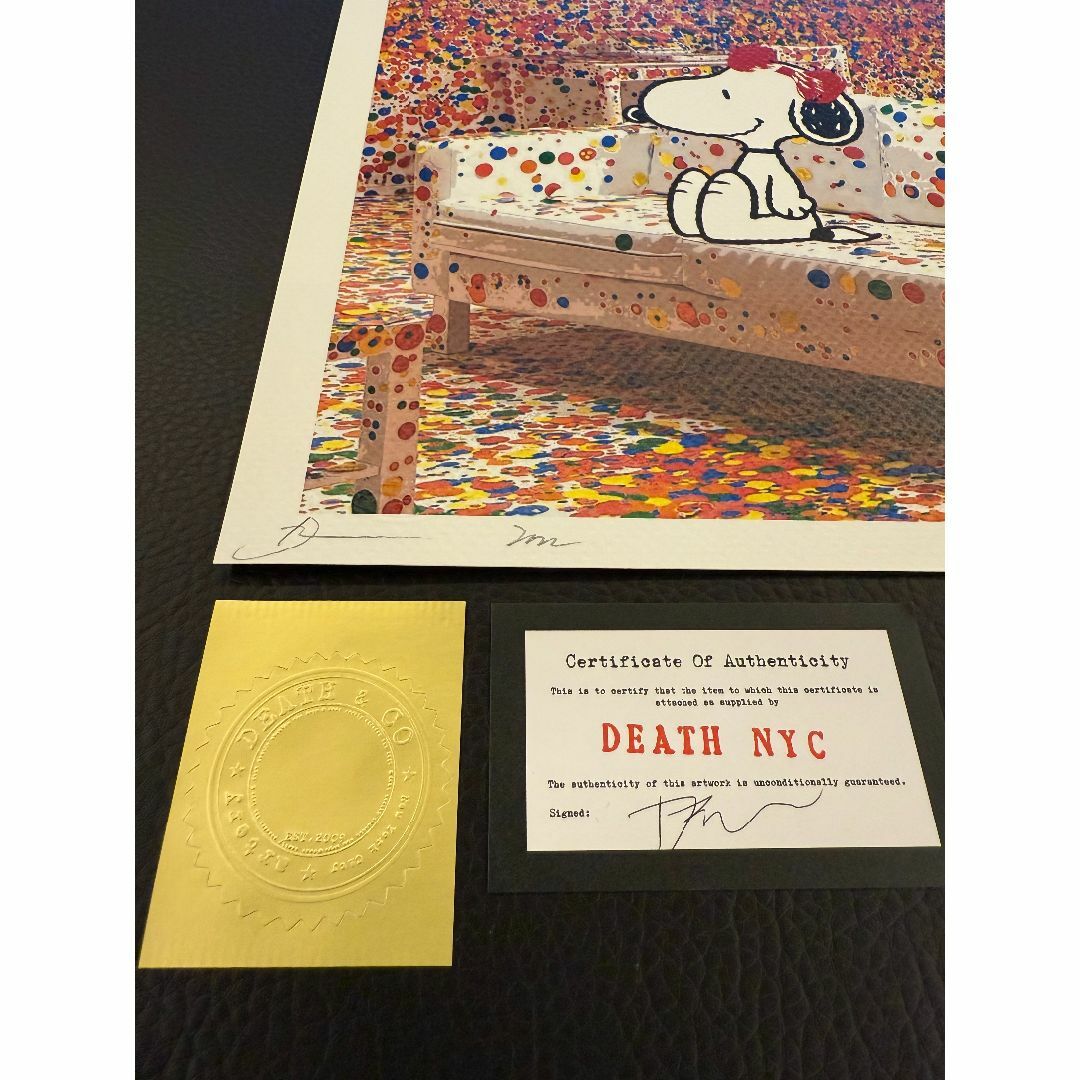 DEATH & CO
EST. 2009
Certificate Of Authenticity
This is to certify that the item to which this certificate is
attached as supplied by
DEATH NYC
The authenticity of this artwork is unconditionally guaranteed.
Signed: